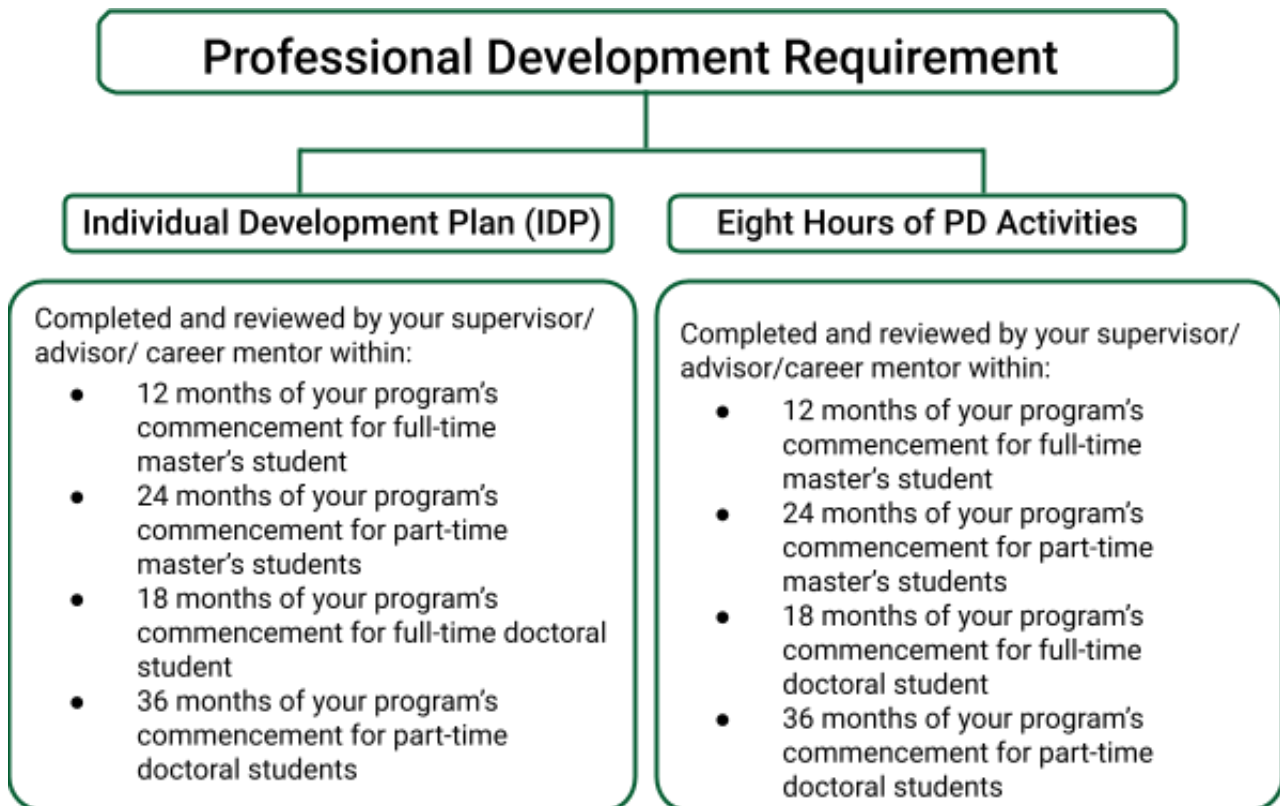 Professional Development Requirement
Individual Development Plan (IDP)
Eight Hours of PD Activities
Completed and reviewed by your supervisor/
advisor/ career mentor within:
● 12 months of your program's
commencement for full-time
master's student
● 24 months of your program's
commencement for part-time
master's students
● 18 months of your program's
commencement for full-time doctoral
student
● 36 months of your program's
commencement for part-time
doctoral students
Completed and reviewed by your supervisor/
advisor/career mentor within:
● 12 months of your program's
commencement for full-time
master's student
● 24 months of your program's
commencement for part-time
master's students
● 18 months of your program's
commencement for full-time
doctoral student
● 36 months of your program's
commencement for part-time
doctoral students